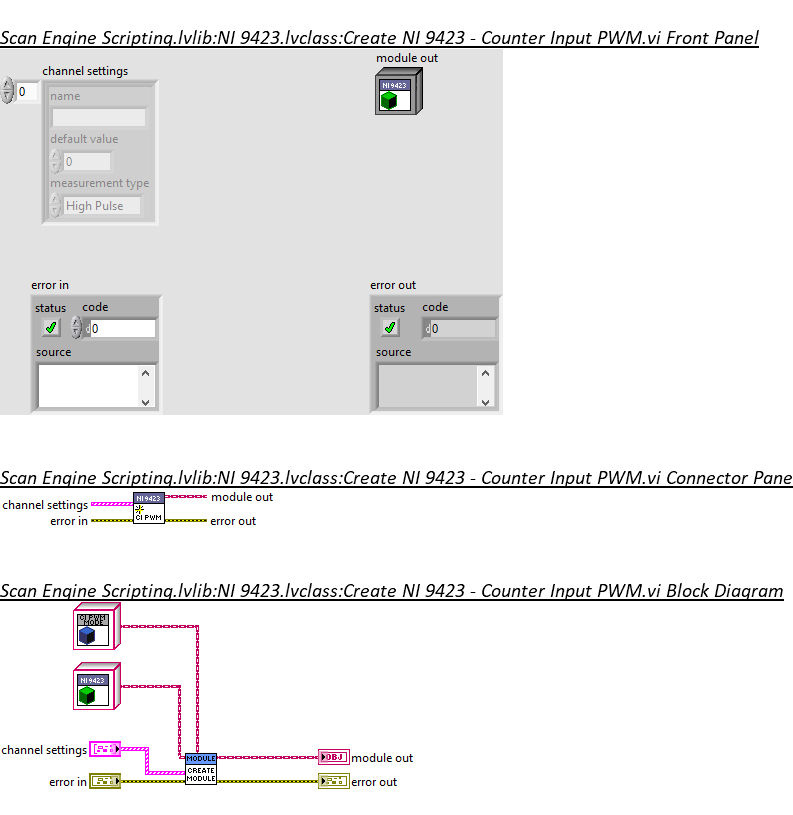 Scan Engine Scripting.lvlib:NI 9423.lvclass:Create NI 9423 - Counter Input PWM.vi Front Panel
channel settings
module out
0
name
NI 9423
default value
0
measurement type
High Pulse
error in
error out
status code
status code
0
0
source
source
Scan Engine Scripting.lvlib:NI 9423.lvclass:Create NI 9423 - Counter Input PWM.vi Connector Pane
channel settings
NI 9423
module out
error in
CI PWM
error out
Scan Engine Scripting.lvlib:NI 9423.lvclass:Create NI 9423 - Counter Input PWM.vi Block Diagram
CI PWM
MODE
NI 9423
channel settings
MODULE
OBJ
module out
CREATE
MODULE
error in
error out